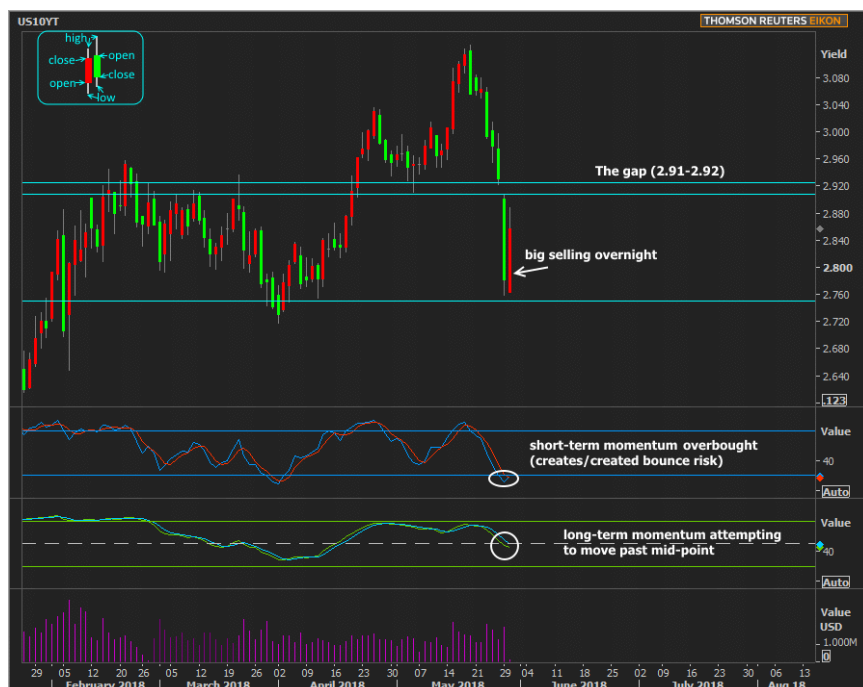 US10YT
THOMSON REUTERS EIKON
high
open
close
close
open
low
Yield
3.080
3.040
3.000
2.960
2.920
2.880
2.840
2.800
2.760
2.720
2.680
2.640
.123
The gap (2.91-2.92)
big selling overnight
Value
40
Auto
short-term momentum overbought
(creates/created bounce risk)
Value
40
Auto
long-term momentum attempting
to move past mid-point
Value
USD
1.000M
0
29 05 12 20 26 05 12 19 23 02 09 16 23 01 07 14 21 29 04 11 18 25 02 09 16 23 30 06 13
February 2018 March 2018 April 2018 May 2018 June 2018 July 2018 Aug 18